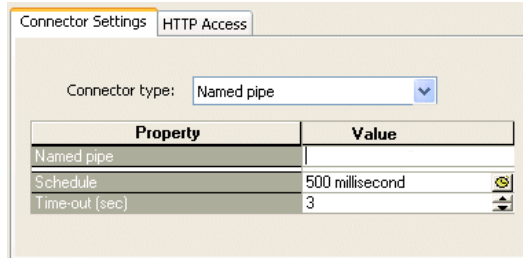 Connector Settings HTTP Access
Connector type: Named pipe
Property Value
Named pipe
Schedule 500 millisecond
Time-out (sec) 3